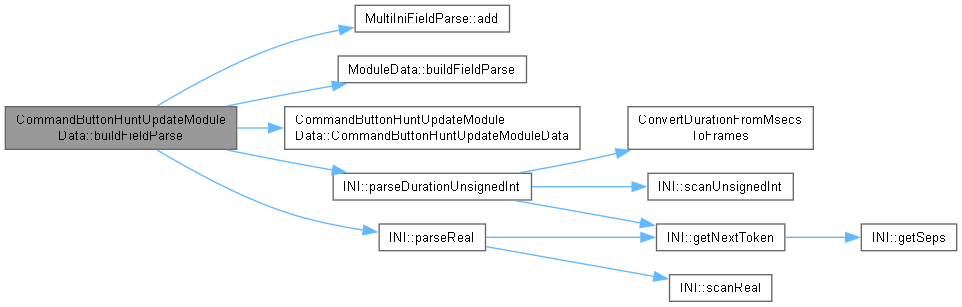 MultiIniFieldParse::add
ModuleData::buildFieldParse
CommandButtonHuntUpdateModule
Data::buildFieldParse
CommandButtonHuntUpdateModule
Data::CommandButtonHuntUpdateModuleData
ConvertDurationFromMsecs
ToFrames
INI::parseDurationUnsignedInt
INI::scanUnsignedInt
INI::parseReal
INI::getNextToken
INI::getSeps
INI::scanReal